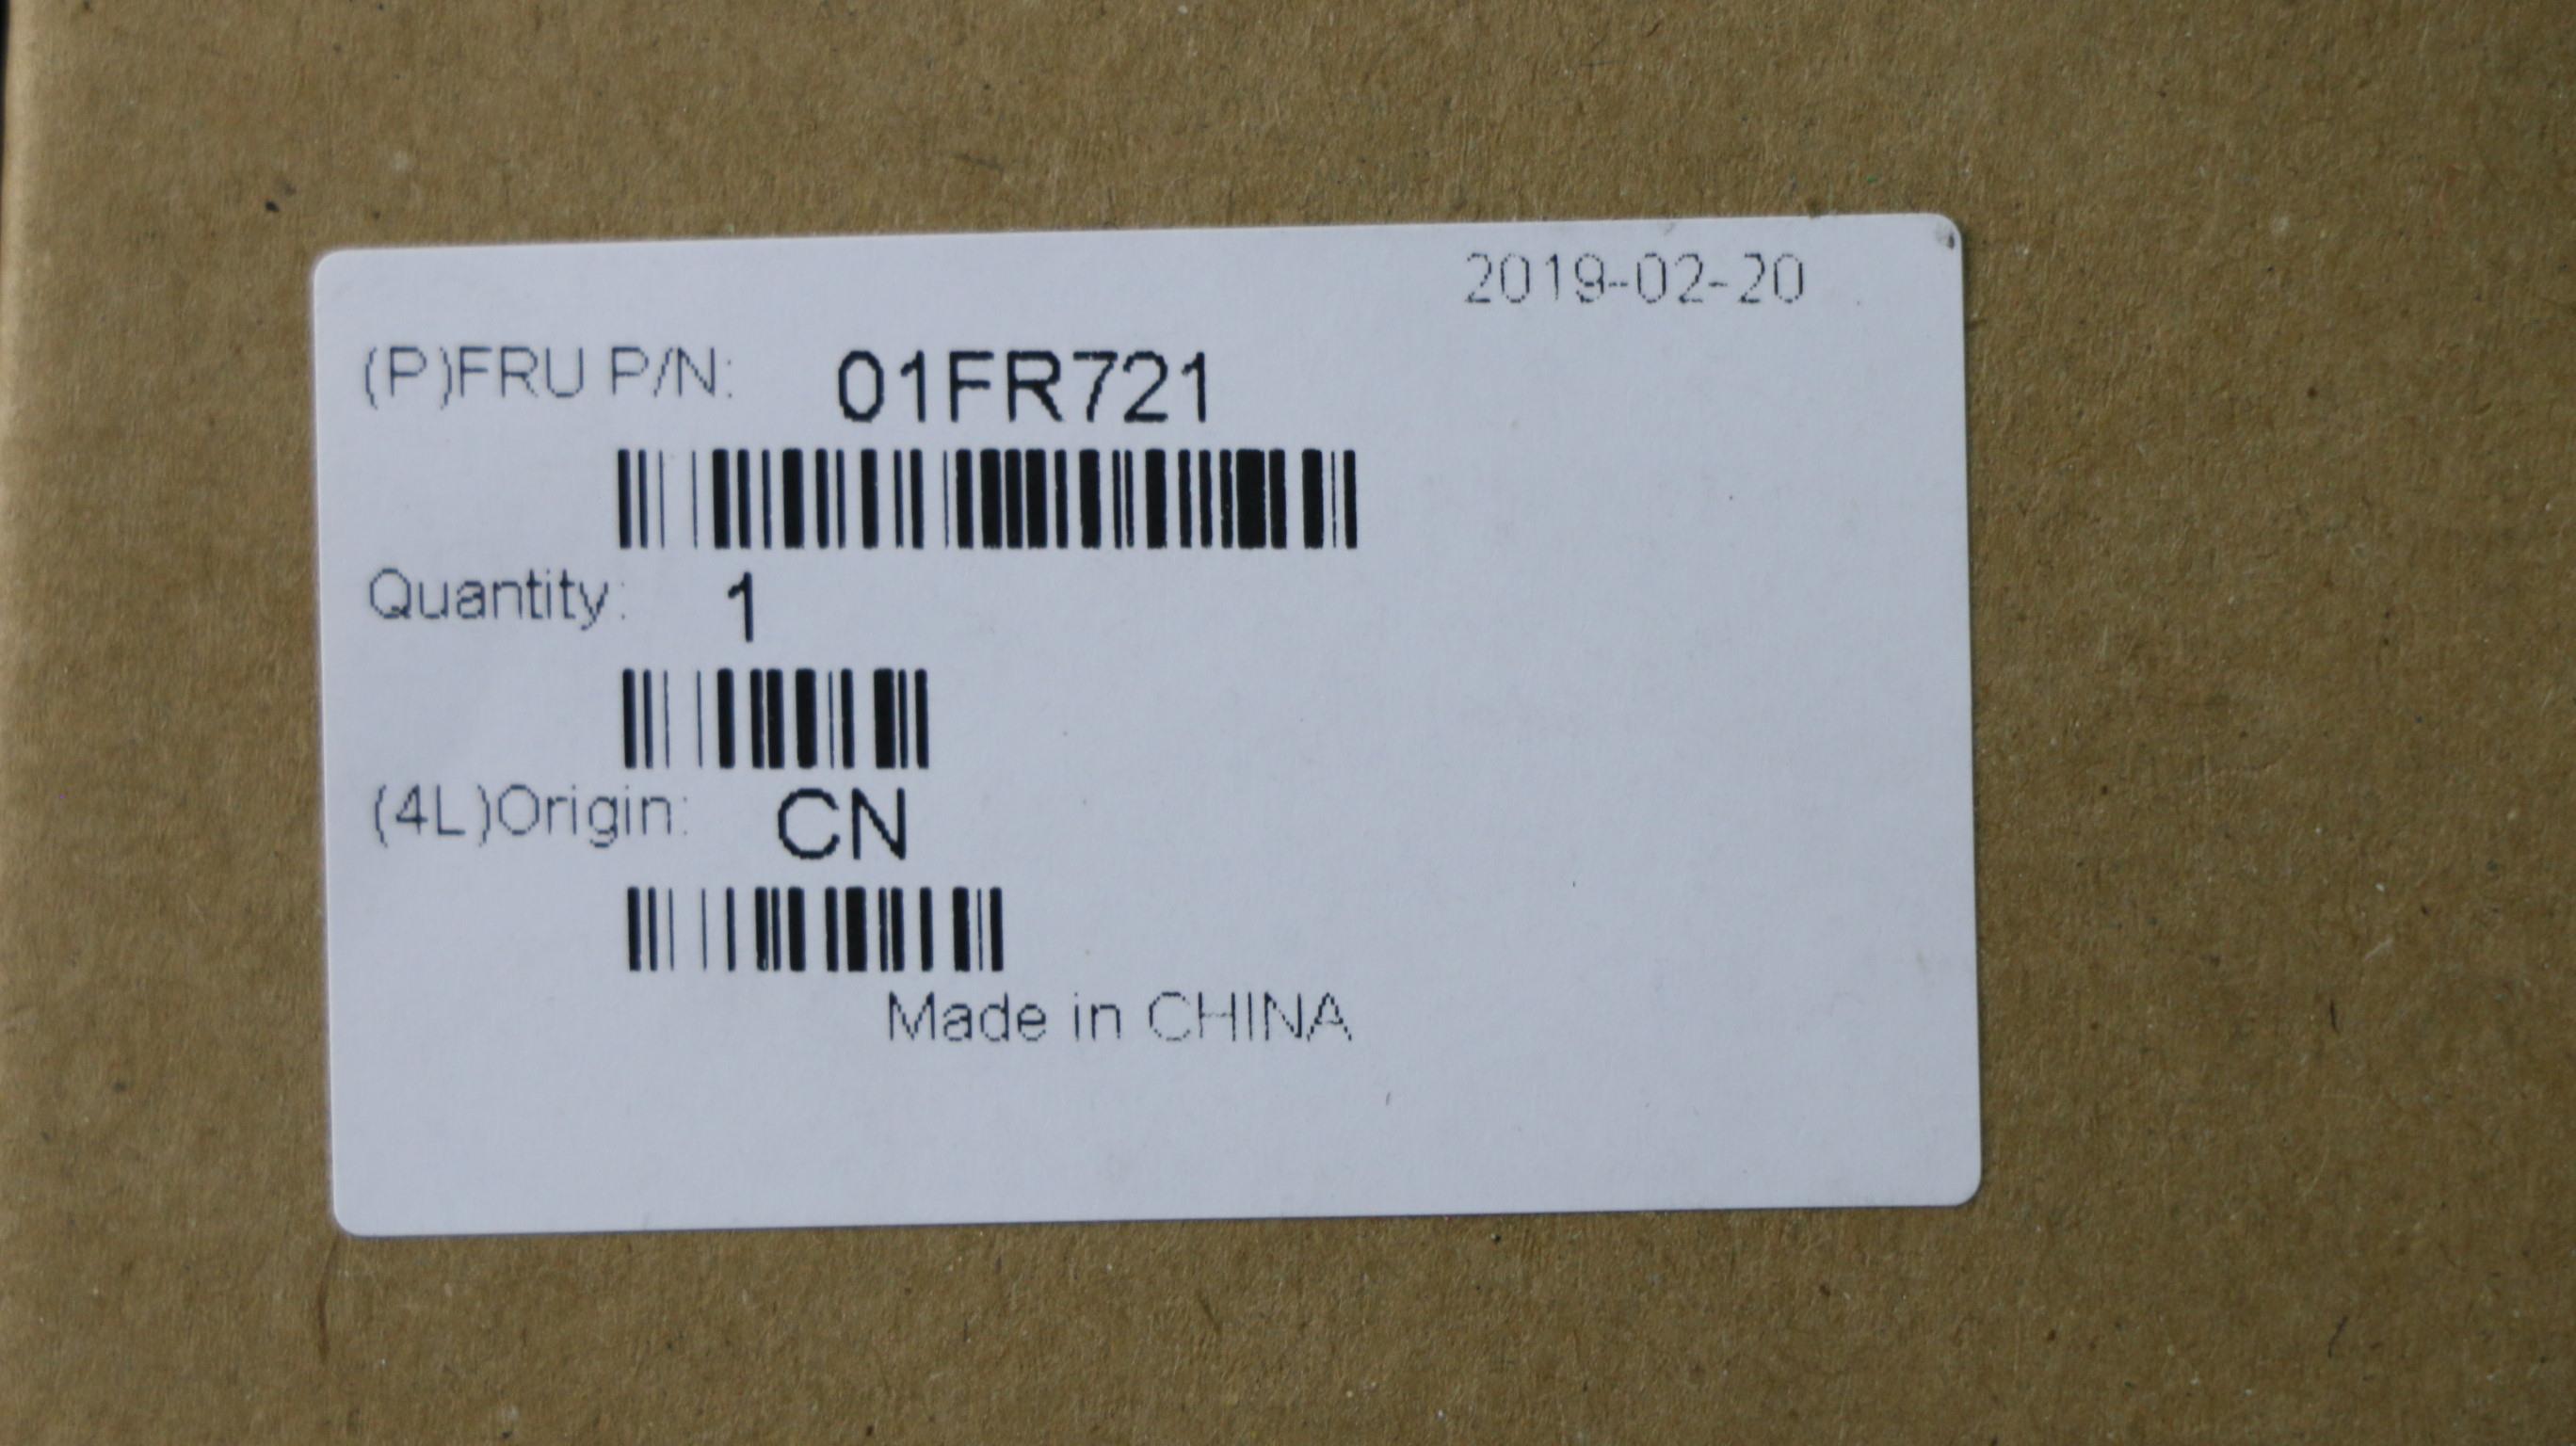 2019-02-20
(P)FRU P/N: 01FR721
Quantity: 1
(4L)Origin: CN
Made in CHINA